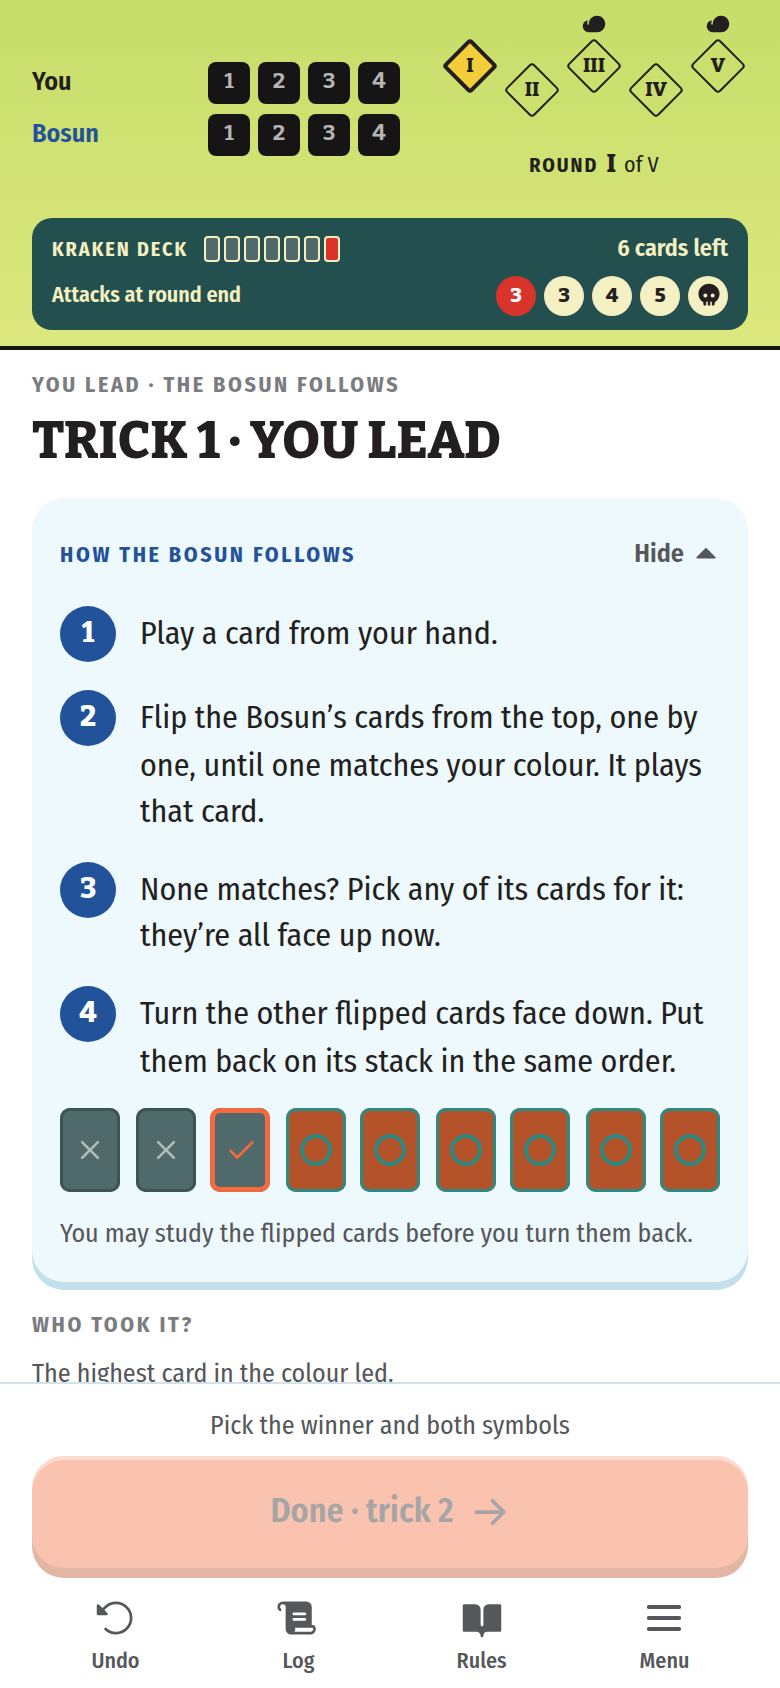 You 1 2 3 4
Bosun 1 2 3 4
I II III IV V
ROUND I of V
KRAKEN DECK 6 cards left
Attacks at round end 3 3 4 5
YOU LEAD · THE BOSUN FOLLOWS
TRICK 1 · YOU LEAD
HOW THE BOSUN FOLLOWS Hide
1 Play a card from your hand.
2 Flip the Bosun’s cards from the top, one by
one, until one matches your colour. It plays
that card.
3 None matches? Pick any of its cards for it:
they’re all face up now.
4 Turn the other flipped cards face down. Put
them back on its stack in the same order.
You may study the flipped cards before you turn them back.
WHO TOOK IT?
The highest card in the colour led.
Pick the winner and both symbols
Done · trick 2
Undo Log Rules Menu